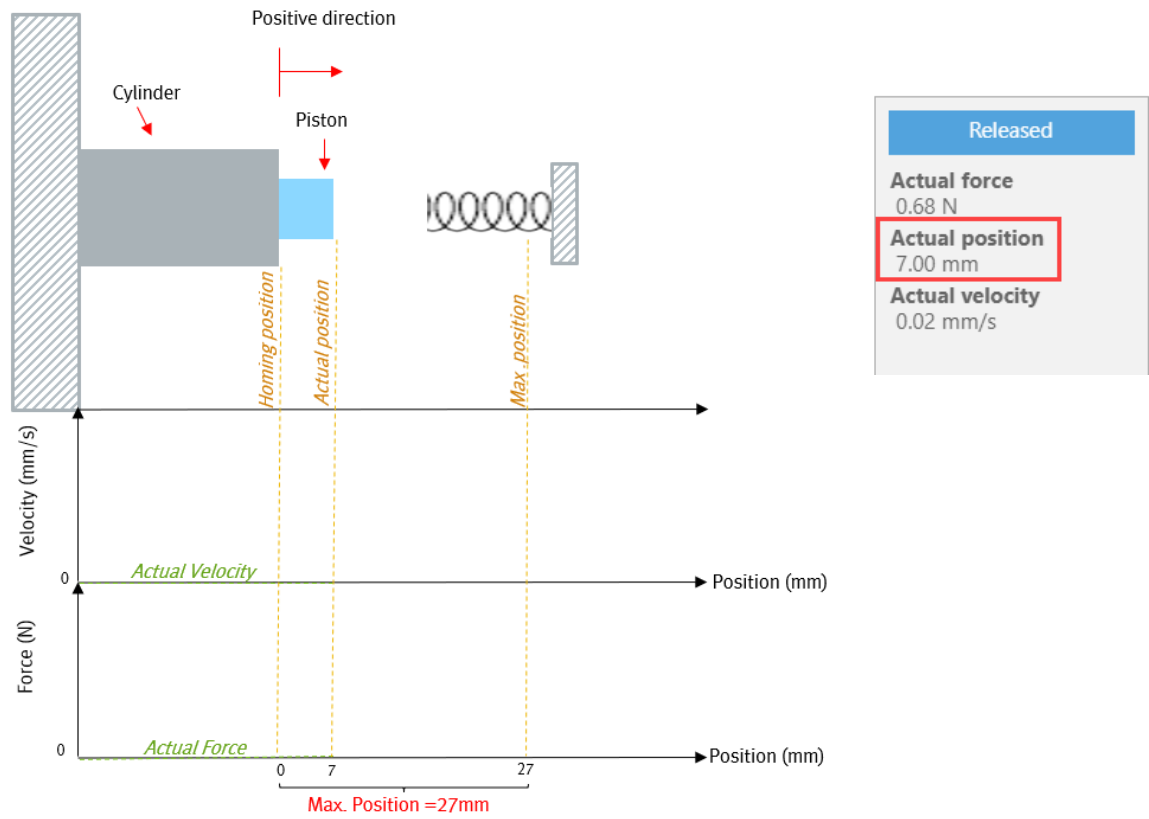 Positive direction
Cylinder
Piston
Released
Actual force
0.68 N
Actual position
7.00 mm
Actual velocity
0.02 mm/s
Homing position
Actual position
Max .position
Velocity (mm/s)
Actual Velocity
0
Position (mm)
Force (N)
Actual Force
0
Position (mm)
0
7
27
Max. Position =27mm